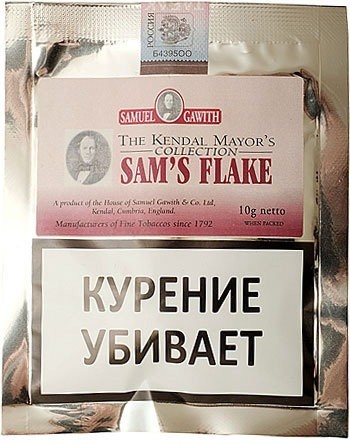 РОССИЯ
Б439500
SAMUEL GAWITH
THE KENDAL MAYOR'S
COLLECTION
SAM'S FLAKE
A product of the House of Samuel Gawith & Co. Ltd,
Kendal, Cumbria, England.
10g netto
Manufacturers of Fine Tobaccos since 1792
WHEN PACKED
КУРЕНИЕ
УБИВАЕТ